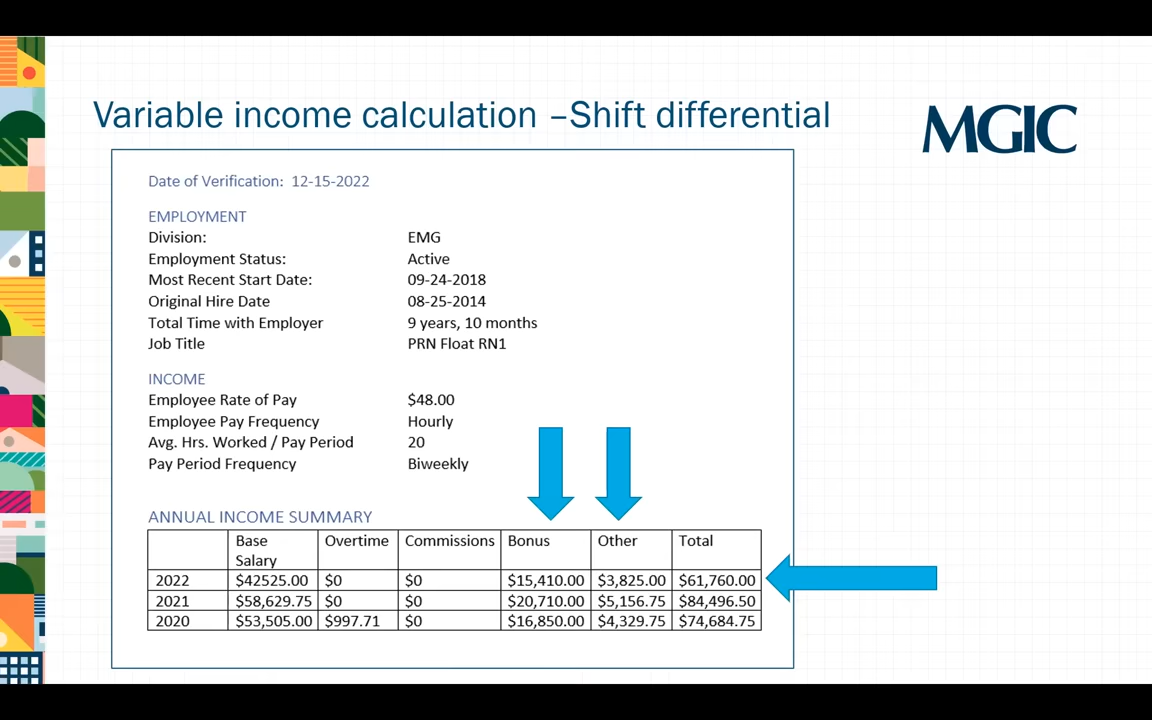 Variable income calculation –Shift differential
MGIC
Date of Verification: 12-15-2022
EMPLOYMENT
Division: EMG
Employment Status: Active
Most Recent Start Date: 09-24-2018
Original Hire Date 08-25-2014
Total Time with Employer 9 years, 10 months
Job Title PRN Float RN1
INCOME
Employee Rate of Pay $48.00
Employee Pay Frequency Hourly
Avg. Hrs. Worked / Pay Period 20
Pay Period Frequency Biweekly
ANNUAL INCOME SUMMARY
Base Salary Overtime Commissions Bonus Other Total
2022 $42525.00 $0 $0 $15,410.00 $3,825.00 $61,760.00
2021 $58,629.75 $0 $0 $20,710.00 $5,156.75 $84,496.50
2020 $53,505.00 $997.71 $0 $16,850.00 $4,329.75 $74,684.75